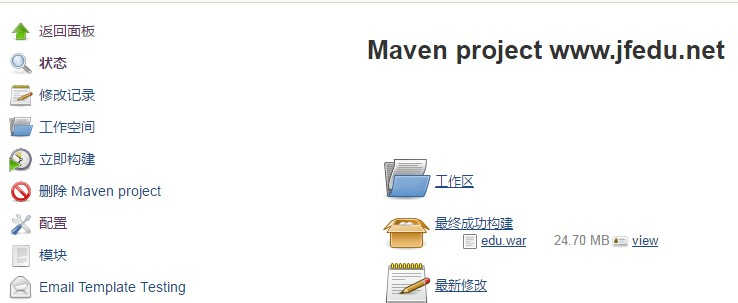 返回面板
状态
修改记录
工作空间
立即构建
删除 Maven project
配置
模块
Email Template Testing
Maven project www.jfedu.net
工作区
最终成功构建
edu.war 24.70 MB view
最新修改